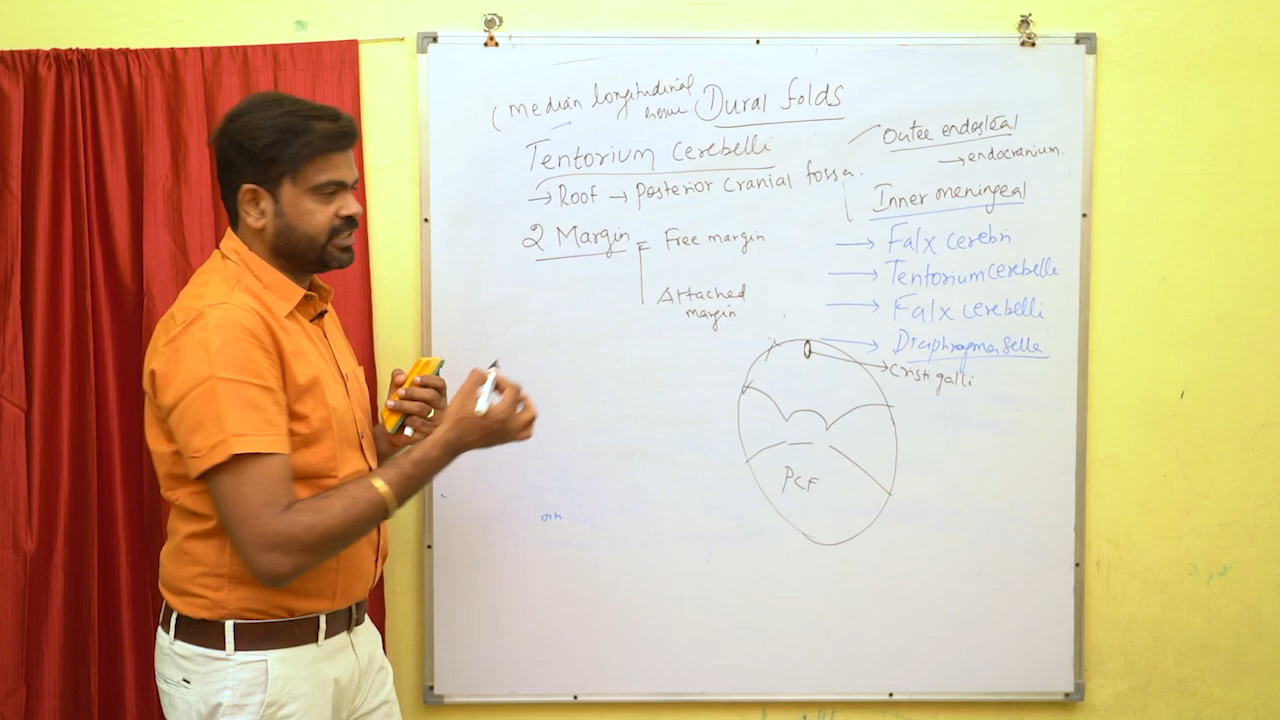 (Median longitudinal
Dural folds
Tentorium cerebelli
→ Roof → Posterior Cranial fossa.
2 Margin
Free margin
Attached
margin
Outer endosteal
→ endocranium.
Inner meningeal
→ Falx cerebri
→ Tentorium cerebelli
→ Falx cerebelli
→ Diaphragma sella
→ Cristi galli
PCF